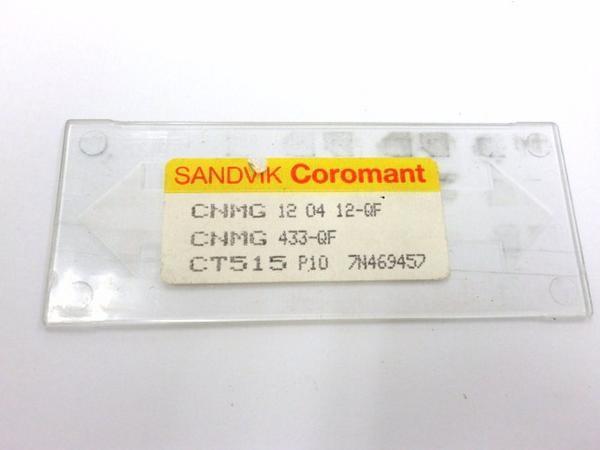 SANDVIK Coromant
CNMG 12 04 12-QF
CNMG 433-QF
CT515 P10 7N469457